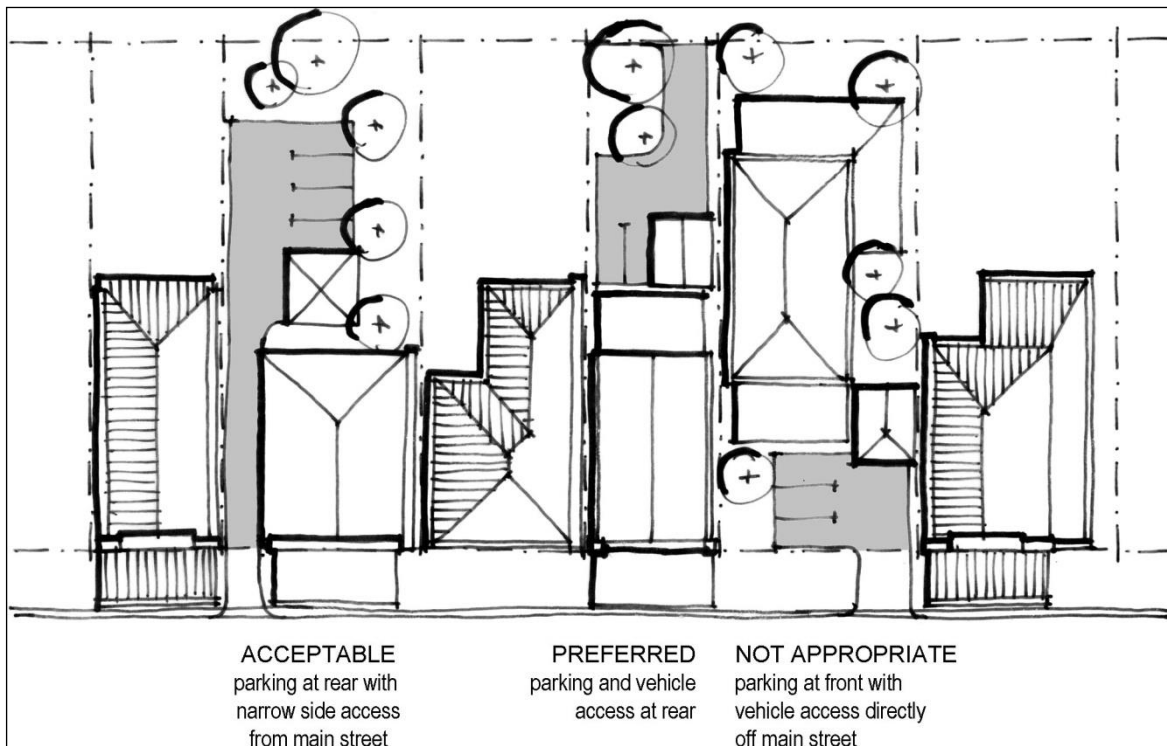 ACCEPTABLE
parking at rear with
narrow side access
from main street
PREFERRED
parking and vehicle
access at rear
NOT APPROPRIATE
parking at front with
vehicle access directly
off main street